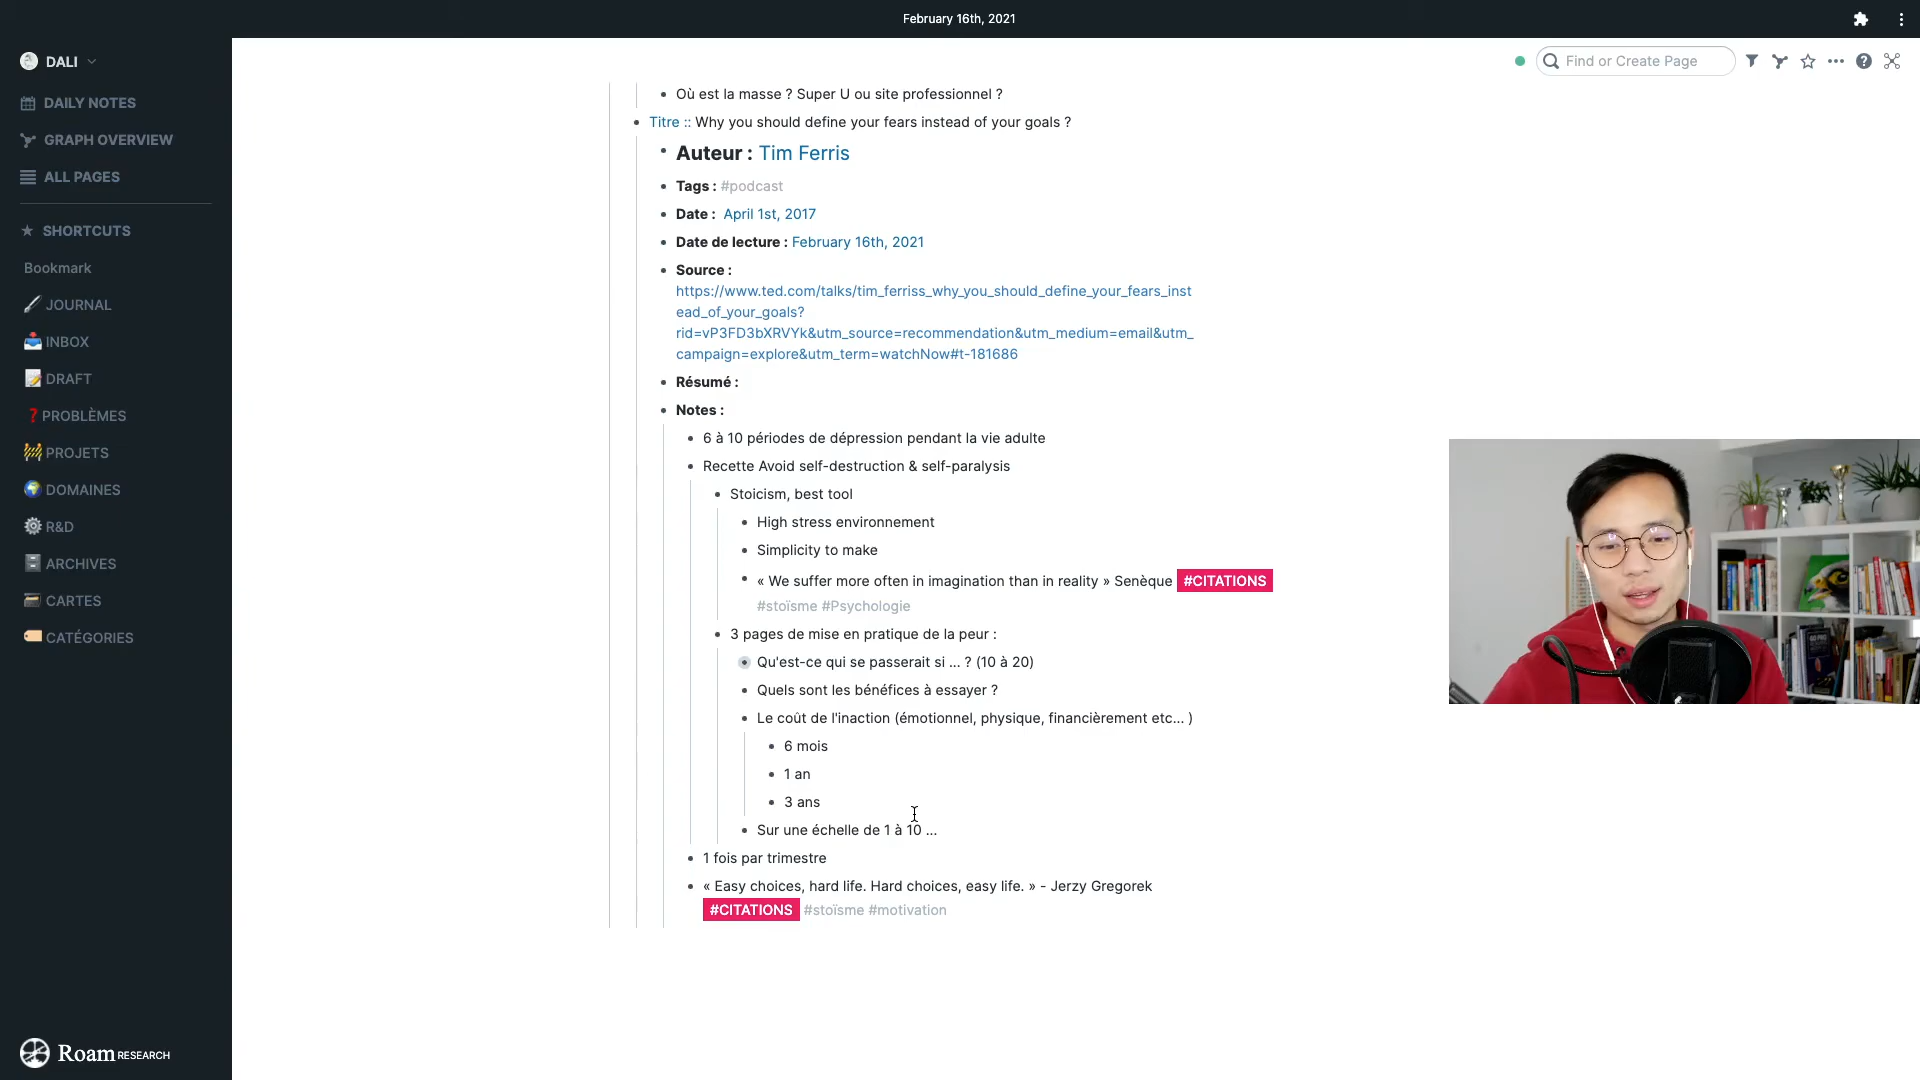 February 16th, 2021
DALI
DAILY NOTES
GRAPH OVERVIEW
ALL PAGES
SHORTCUTS
Bookmark
JOURNAL
INBOX
DRAFT
PROBLÈMES
PROJETS
DOMAINES
R&D
ARCHIVES
CARTES
CATÉGORIES
Roam RESEARCH
Find or Create Page
Où est la masse ? Super U ou site professionnel ?
Titre :: Why you should define your fears instead of your goals ?
Auteur : Tim Ferris
Tags : #podcast
Date : April 1st, 2017
Date de lecture : February 16th, 2021
Source :
https://www.ted.com/talks/tim_ferriss_why_you_should_define_your_fears_inst
ead_of_your_goals?
rid=vP3FD3bXRVYk&utm_source=recommendation&utm_medium=email&utm_
campaign=explore&utm_term=watchNow#t-181686
Résumé :
Notes :
6 à 10 périodes de dépression pendant la vie adulte
Recette Avoid self-destruction & self-paralysis
Stoicism, best tool
High stress environnement
Simplicity to make
« We suffer more often in imagination than in reality » Senèque #CITATIONS
#stoïsme #Psychologie
3 pages de mise en pratique de la peur :
Qu'est-ce qui se passerait si ... ? (10 à 20)
Quels sont les bénéfices à essayer ?
Le coût de l'inaction (émotionnel, physique, financièrement etc... )
6 mois
1 an
3 ans
Sur une échelle de 1 à 10 ...
1 fois par trimestre
« Easy choices, hard life. Hard choices, easy life. » - Jerzy Gregorek
#CITATIONS #stoïsme #motivation